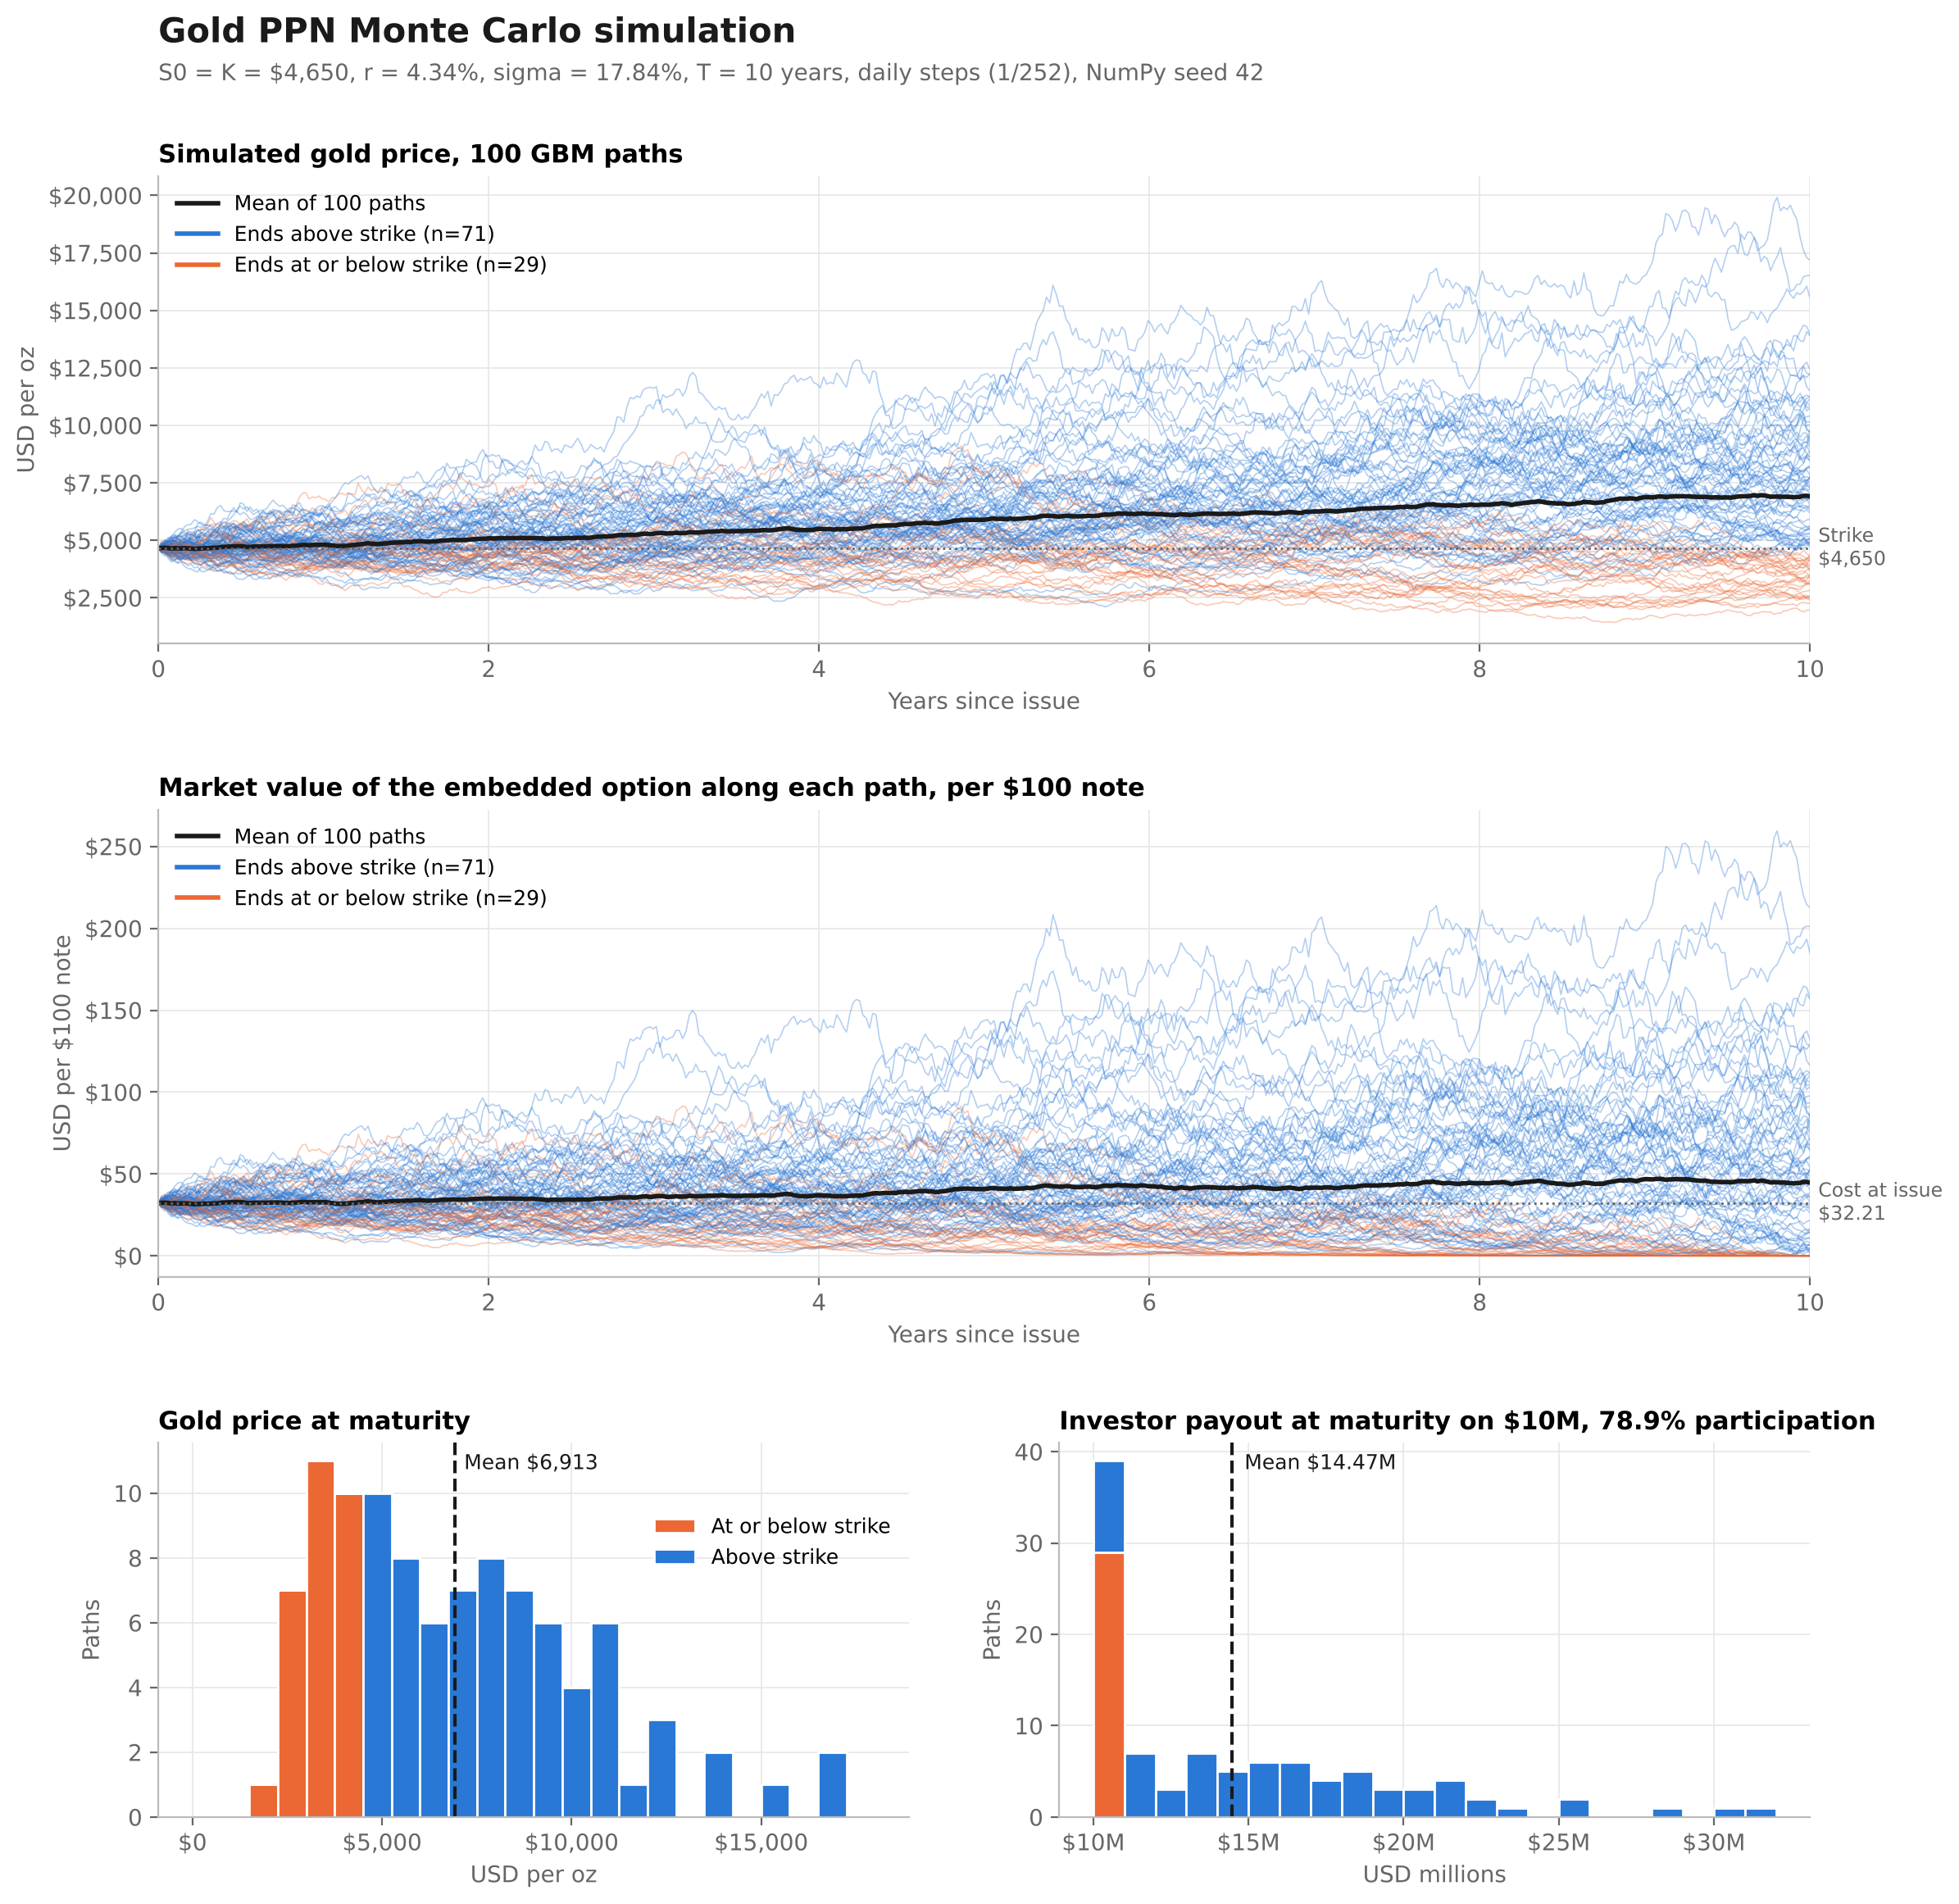 Gold PPN Monte Carlo simulation
S0 = K = $4,650, r = 4.34%, sigma = 17.84%, T = 10 years, daily steps (1/252), NumPy seed 42
Simulated gold price, 100 GBM paths
Mean of 100 paths
Ends above strike (n=71)
Ends at or below strike (n=29)
$20,000
$17,500
$15,000
$12,500
$10,000
$7,500
$5,000
$2,500
USD per oz
Strike
$4,650
0 2 4 6 8 10
Years since issue
Market value of the embedded option along each path, per $100 note
Mean of 100 paths
Ends above strike (n=71)
Ends at or below strike (n=29)
$250
$200
$150
$100
$50
$0
USD per $100 note
Cost at issue
$32.21
0 2 4 6 8 10
Years since issue
Gold price at maturity
Mean $6,913
At or below strike
Above strike
10
8
6
4
2
0
Paths
$0 $5,000 $10,000 $15,000
USD per oz
Investor payout at maturity on $10M, 78.9% participation
Mean $14.47M
40
30
20
10
0
Paths
$10M $15M $20M $25M $30M
USD millions